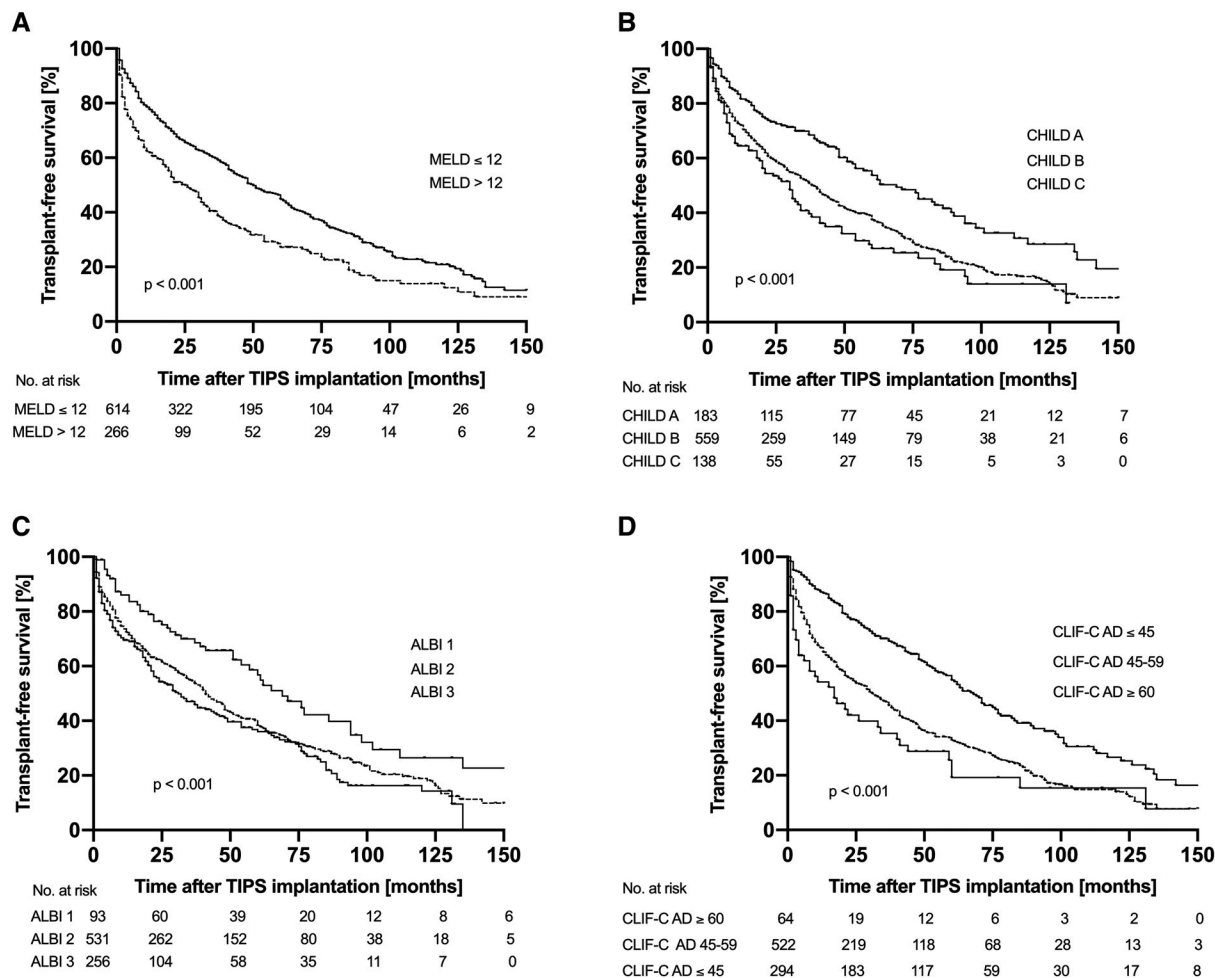 A
Transplant-free survival [%]
100
80
60
40
20
0
MELD ≤ 12
MELD > 12
p < 0.001
0 25 50 75 100 125 150
No. at risk Time after TIPS implantation [months]
MELD ≤ 12 614 322 195 104 47 26 9
MELD > 12 266 99 52 29 14 6 2
B
Transplant-free survival [%]
100
80
60
40
20
0
CHILD A
CHILD B
CHILD C
p < 0.001
0 25 50 75 100 125 150
Time after TIPS implantation [months]
No. at risk
CHILD A 183 115 77 45 21 12 7
CHILD B 559 259 149 79 38 21 6
CHILD C 138 55 27 15 5 3 0
C
Transplant-free survival [%]
100
80
60
40
20
0
ALBI 1
ALBI 2
ALBI 3
p < 0.001
0 25 50 75 100 125 150
No. at risk Time after TIPS implantation [months]
ALBI 1 93 60 39 20 12 8 6
ALBI 2 531 262 152 80 38 18 5
ALBI 3 256 104 58 35 11 7 0
D
Transplant-free survival [%]
100
80
60
40
20
0
CLIF-C AD ≤ 45
CLIF-C AD 45-59
CLIF-C AD ≥ 60
p < 0.001
0 25 50 75 100 125 150
Time after TIPS implantation [months]
No. at risk
CLIF-C AD ≥ 60 64 19 12 6 3 2 0
CLIF-C AD 45-59 522 219 118 68 28 13 3
CLIF-C AD ≤ 45 294 183 117 59 30 17 8